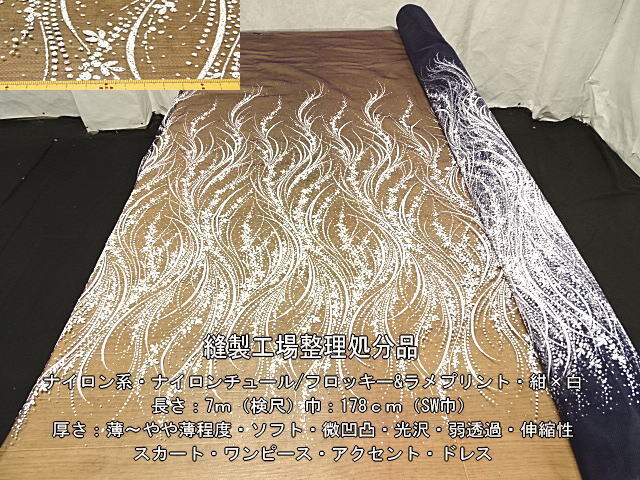 縫製工場整理処分品
ナイロン系・ナイロンチュール/フロッキー&ラメプリント・紺×白
長さ：7m（検尺）巾：178cm（SW巾）
厚さ：薄～やや薄程度・ソフト・微凹凸・光沢・弱透過・伸縮性
スカート・ワンピース・アクセント・ドレス